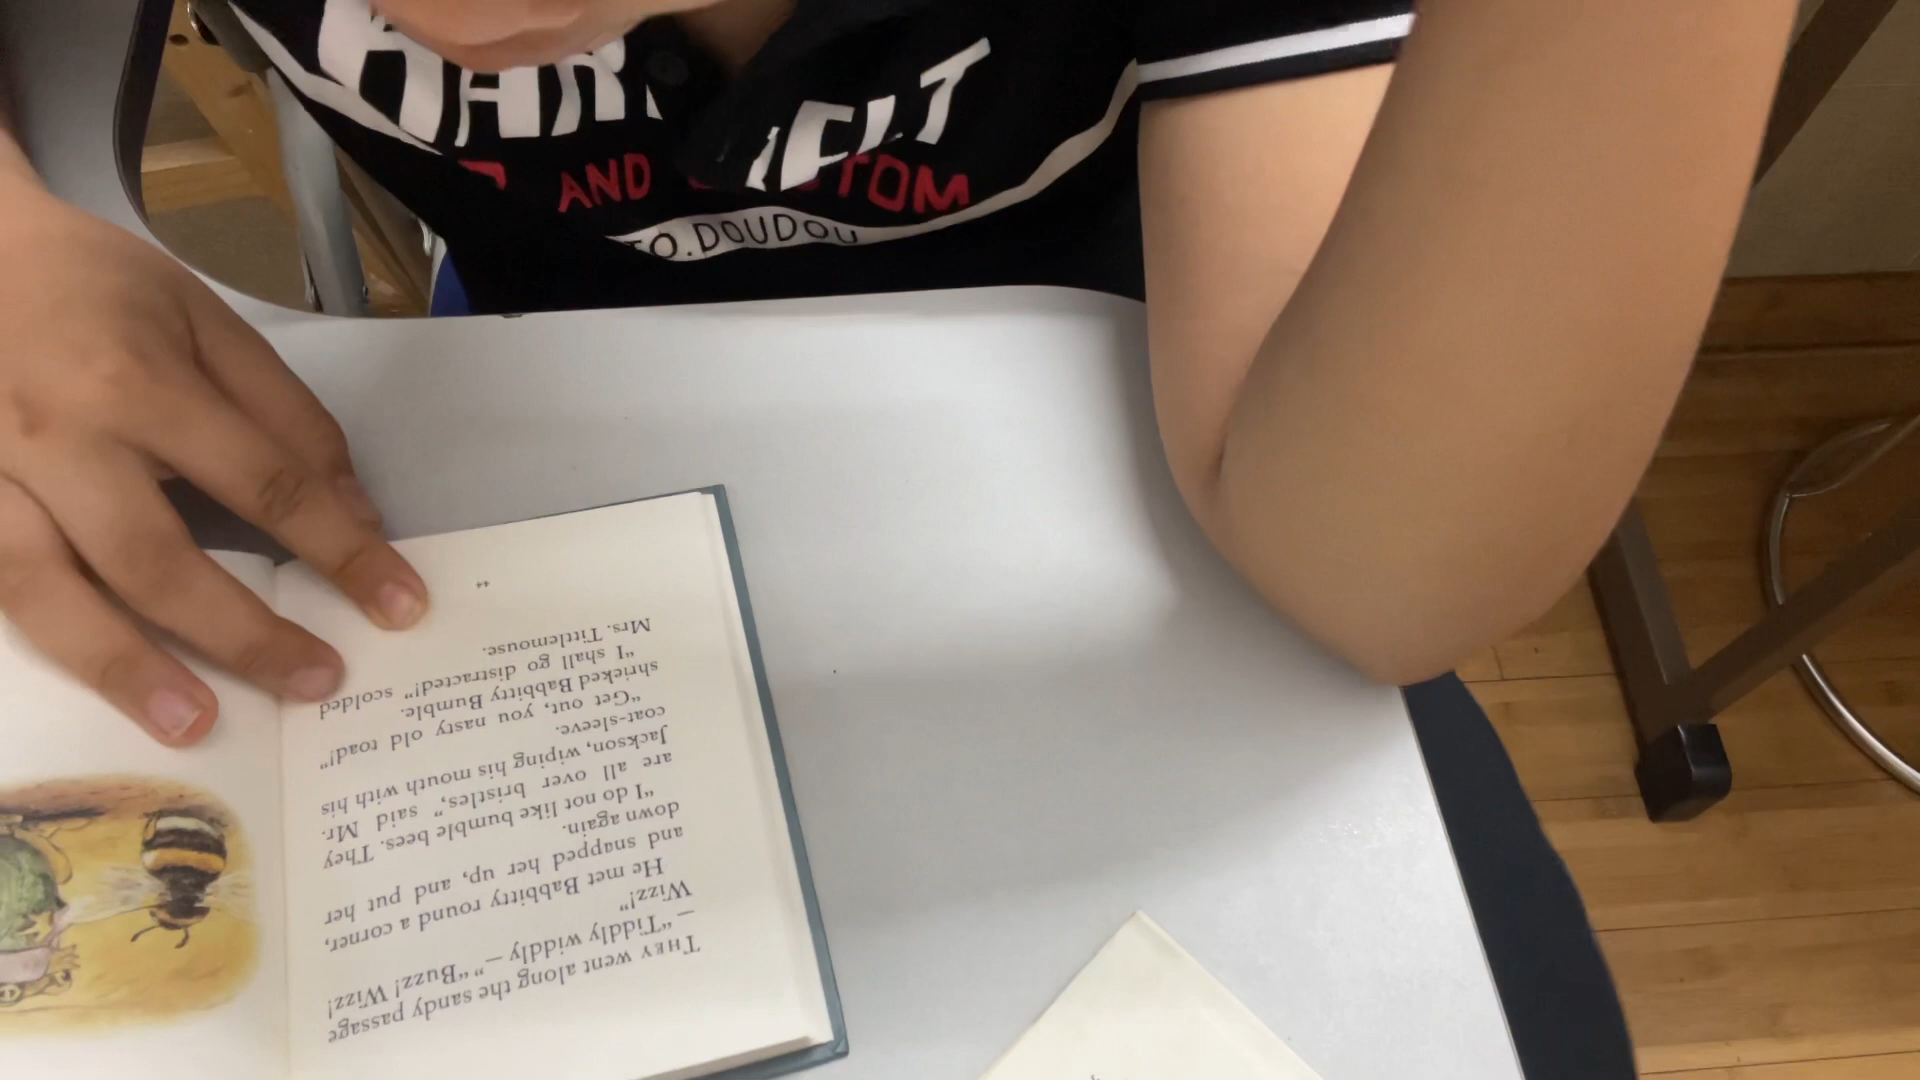 AND
TOM
TO.DOUDOU
THEY went along the sandy passage
– “Tiddly widdly –” “Buzz! Wizz!
Wizz!”
He met Babbitty round a corner,
and snapped her up, and put her
down again.
“I do not like bumble bees. They
are all over bristles,” said Mr.
Jackson, wiping his mouth with his
coat-sleeve.
“Get out, you nasty old toad!”
shrieked Babbitty Bumble.
“I shall go distracted!” scolded
Mrs. Tittlemouse.
44